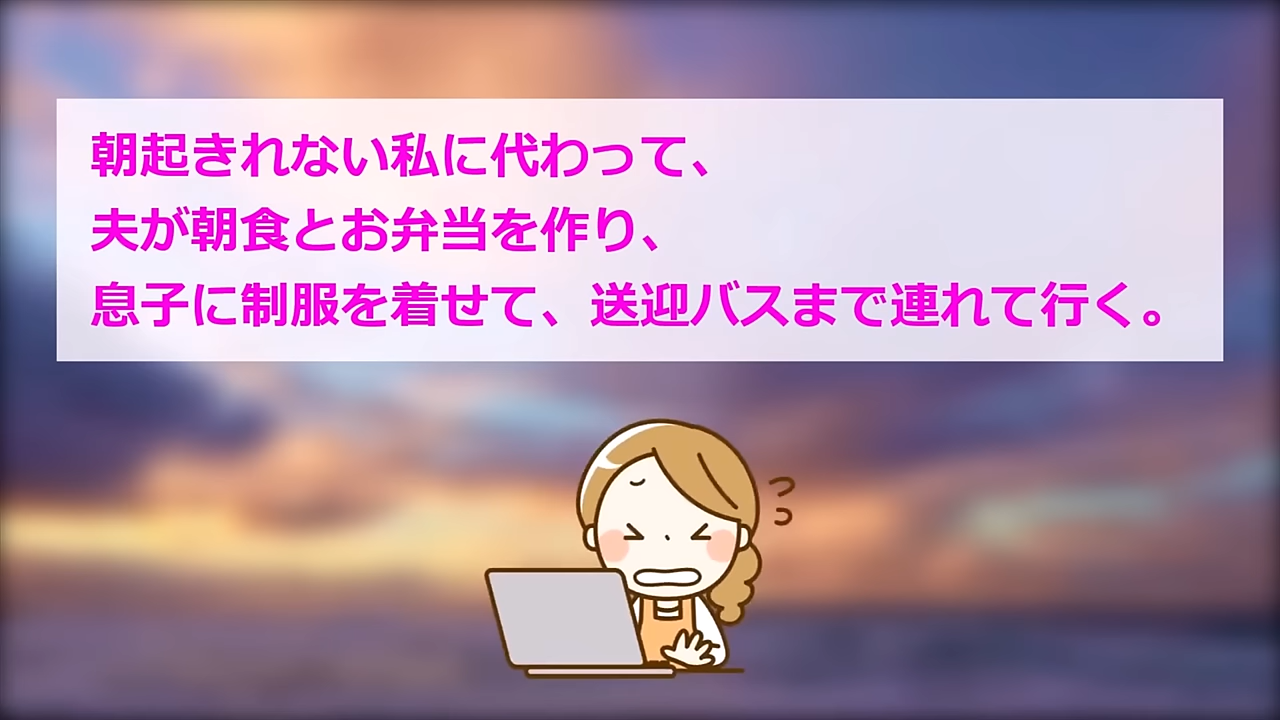 朝起きれない私に代わって、
夫が朝食とお弁当を作り、
息子に制服を着せて、送迎バスまで連れて行く。